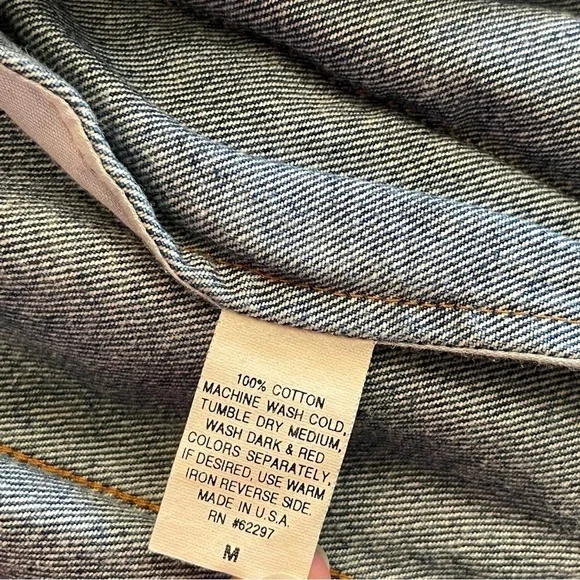 100% COTTON
MACHINE WASH COLD,
TUMBLE DRY MEDIUM,
WASH DARK & RED
COLORS SEPARATELY,
IF DESIRED, USE WARM
IRON REVERSE SIDE.
MADE IN U.S.A.
RN #62297
M